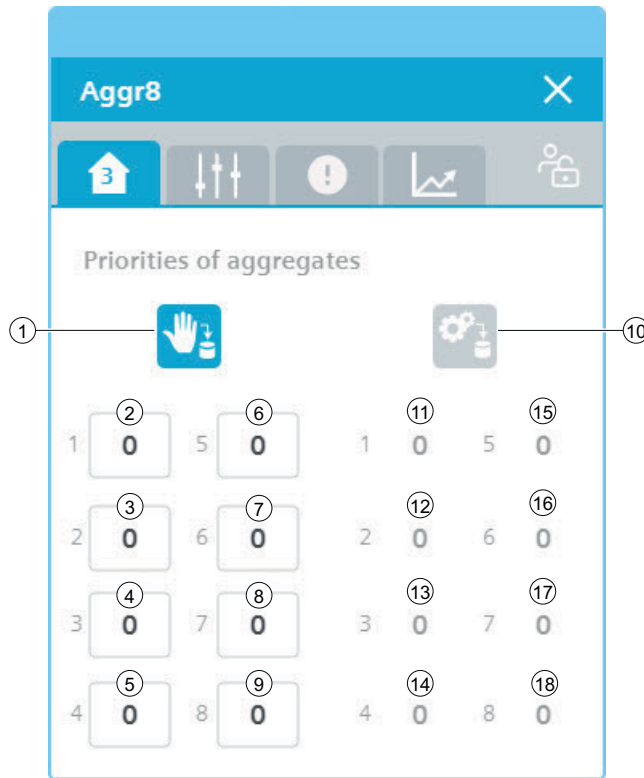 Aggr8
3
!
Priorities of aggregates
1 10
2 6 11 15
1 0 5 0 1 0 5 0
3 7 12 16
2 0 6 0 2 0 6 0
4 8 13 17
3 0 7 0 3 0 7 0
5 9 14 18
4 0 8 0 4 0 8 0